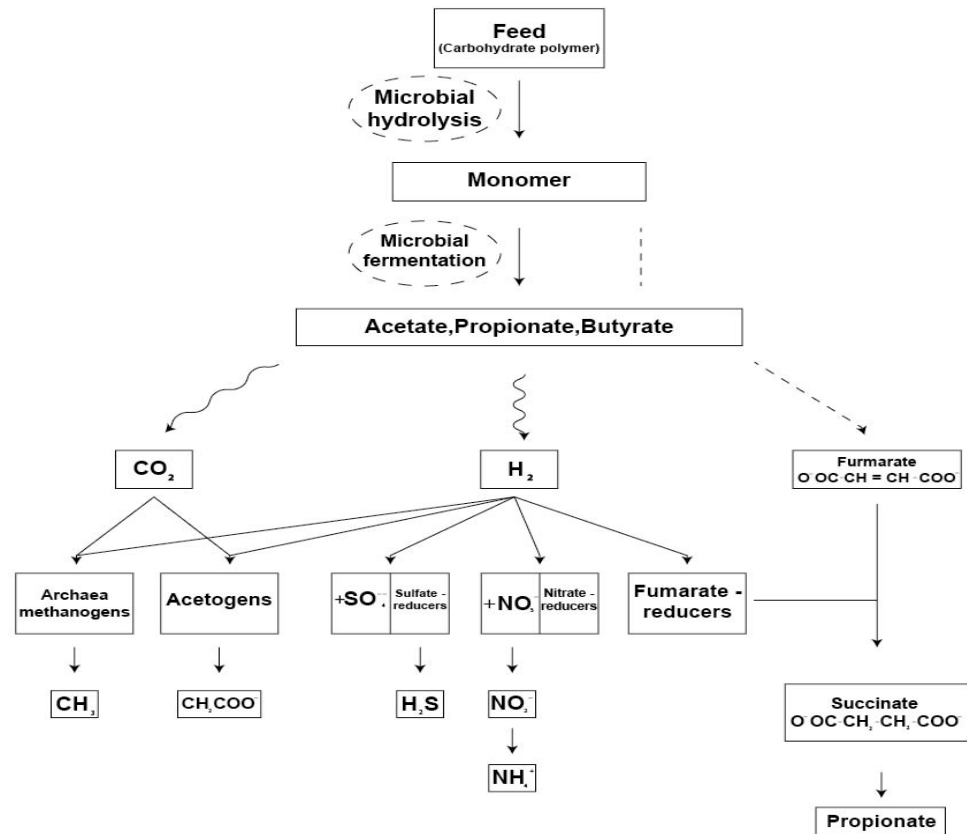 Feed
(Carbohydrate polymer)
Microbial
hydrolysis
Monomer
Microbial
fermentation
Acetate,Propionate,Butyrate
CO₂
H₂
Furmarate
O⁻OC-CH = CH-COO⁻
Archaea
methanogens
Acetogens
+SO₄⁻⁻
Sulfate -
reducers
+NO₃⁻
Nitrate -
reducers
Fumarate -
reducers
CH₃
CH₃COO⁻
H₂S
NO₂⁻
NH₄⁺
Succinate
O⁻OC-CH₂-CH₂-COO⁻
Propionate